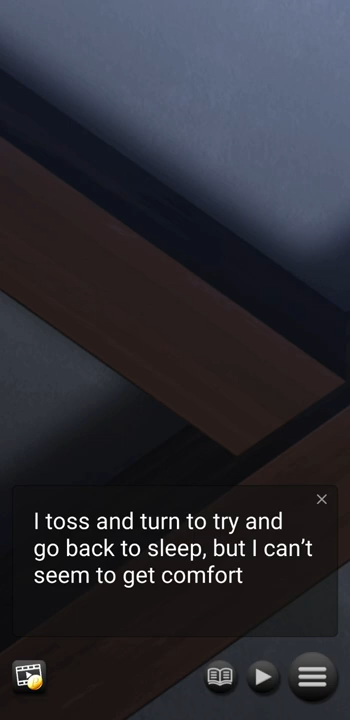 I toss and turn to try and
go back to sleep, but I can’t
seem to get comfort